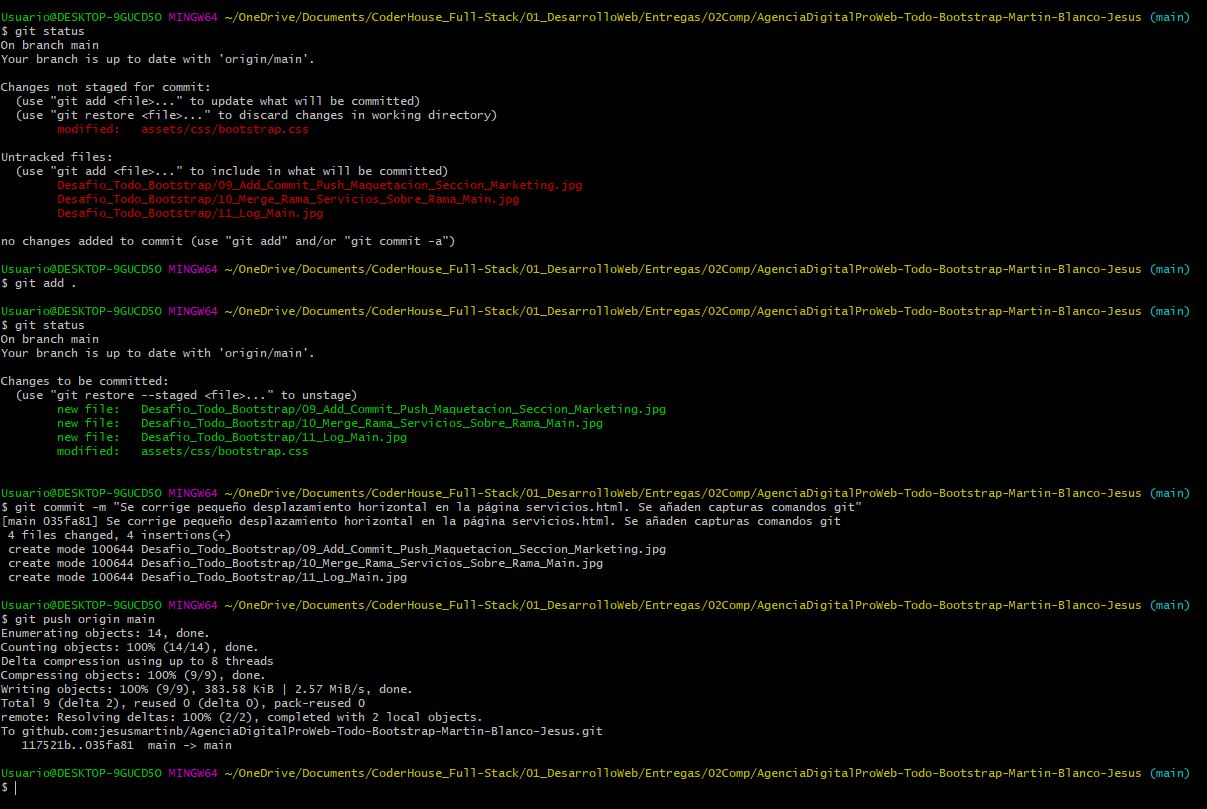 Usuario@DESKTOP-9GUCD5O MINGW64 ~/OneDrive/Documents/CoderHouse_Full-Stack/01_DesarrolloWeb/Entregas/02Comp/AgenciaDigitalProWeb-Todo-Bootstrap-Martin-Blanco-Jesus (main)
$ git status
On branch main
Your branch is up to date with 'origin/main'.
Changes not staged for commit:
(use "git add <file>..." to update what will be committed)
(use "git restore <file>..." to discard changes in working directory)
modified:   assets/css/bootstrap.css
Untracked files:
(use "git add <file>..." to include in what will be committed)
Desafio_Todo_Bootstrap/09_Add_Commit_Push_Maquetacion_Seccion_Marketing.jpg
Desafio_Todo_Bootstrap/10_Merge_Rama_Servicios_Sobre_Rama_Main.jpg
Desafio_Todo_Bootstrap/11_Log_Main.jpg
no changes added to commit (use "git add" and/or "git commit -a")
Usuario@DESKTOP-9GUCD5O MINGW64 ~/OneDrive/Documents/CoderHouse_Full-Stack/01_DesarrolloWeb/Entregas/02Comp/AgenciaDigitalProWeb-Todo-Bootstrap-Martin-Blanco-Jesus (main)
$ git add .
Usuario@DESKTOP-9GUCD5O MINGW64 ~/OneDrive/Documents/CoderHouse_Full-Stack/01_DesarrolloWeb/Entregas/02Comp/AgenciaDigitalProWeb-Todo-Bootstrap-Martin-Blanco-Jesus (main)
$ git status
On branch main
Your branch is up to date with 'origin/main'.
Changes to be committed:
(use "git restore --staged <file>..." to unstage)
new file:   Desafio_Todo_Bootstrap/09_Add_Commit_Push_Maquetacion_Seccion_Marketing.jpg
new file:   Desafio_Todo_Bootstrap/10_Merge_Rama_Servicios_Sobre_Rama_Main.jpg
new file:   Desafio_Todo_Bootstrap/11_Log_Main.jpg
modified:   assets/css/bootstrap.css
Usuario@DESKTOP-9GUCD5O MINGW64 ~/OneDrive/Documents/CoderHouse_Full-Stack/01_DesarrolloWeb/Entregas/02Comp/AgenciaDigitalProWeb-Todo-Bootstrap-Martin-Blanco-Jesus (main)
$ git commit -m "Se corrige pequeño desplazamiento horizontal en la página servicios.html. Se añaden capturas comandos git"
[main 035fa81] Se corrige pequeño desplazamiento horizontal en la página servicios.html. Se añaden capturas comandos git
4 files changed, 4 insertions(+)
create mode 100644 Desafio_Todo_Bootstrap/09_Add_Commit_Push_Maquetacion_Seccion_Marketing.jpg
create mode 100644 Desafio_Todo_Bootstrap/10_Merge_Rama_Servicios_Sobre_Rama_Main.jpg
create mode 100644 Desafio_Todo_Bootstrap/11_Log_Main.jpg
Usuario@DESKTOP-9GUCD5O MINGW64 ~/OneDrive/Documents/CoderHouse_Full-Stack/01_DesarrolloWeb/Entregas/02Comp/AgenciaDigitalProWeb-Todo-Bootstrap-Martin-Blanco-Jesus (main)
$ git push origin main
Enumerating objects: 14, done.
Counting objects: 100% (14/14), done.
Delta compression using up to 8 threads
Compressing objects: 100% (9/9), done.
Writing objects: 100% (9/9), 383.58 KiB | 2.57 MiB/s, done.
Total 9 (delta 2), reused 0 (delta 0), pack-reused 0
remote: Resolving deltas: 100% (2/2), completed with 2 local objects.
To github.com:jesusmartinb/AgenciaDigitalProWeb-Todo-Bootstrap-Martin-Blanco-Jesus.git
117521b..035fa81  main -> main
Usuario@DESKTOP-9GUCD5O MINGW64 ~/OneDrive/Documents/CoderHouse_Full-Stack/01_DesarrolloWeb/Entregas/02Comp/AgenciaDigitalProWeb-Todo-Bootstrap-Martin-Blanco-Jesus (main)
$